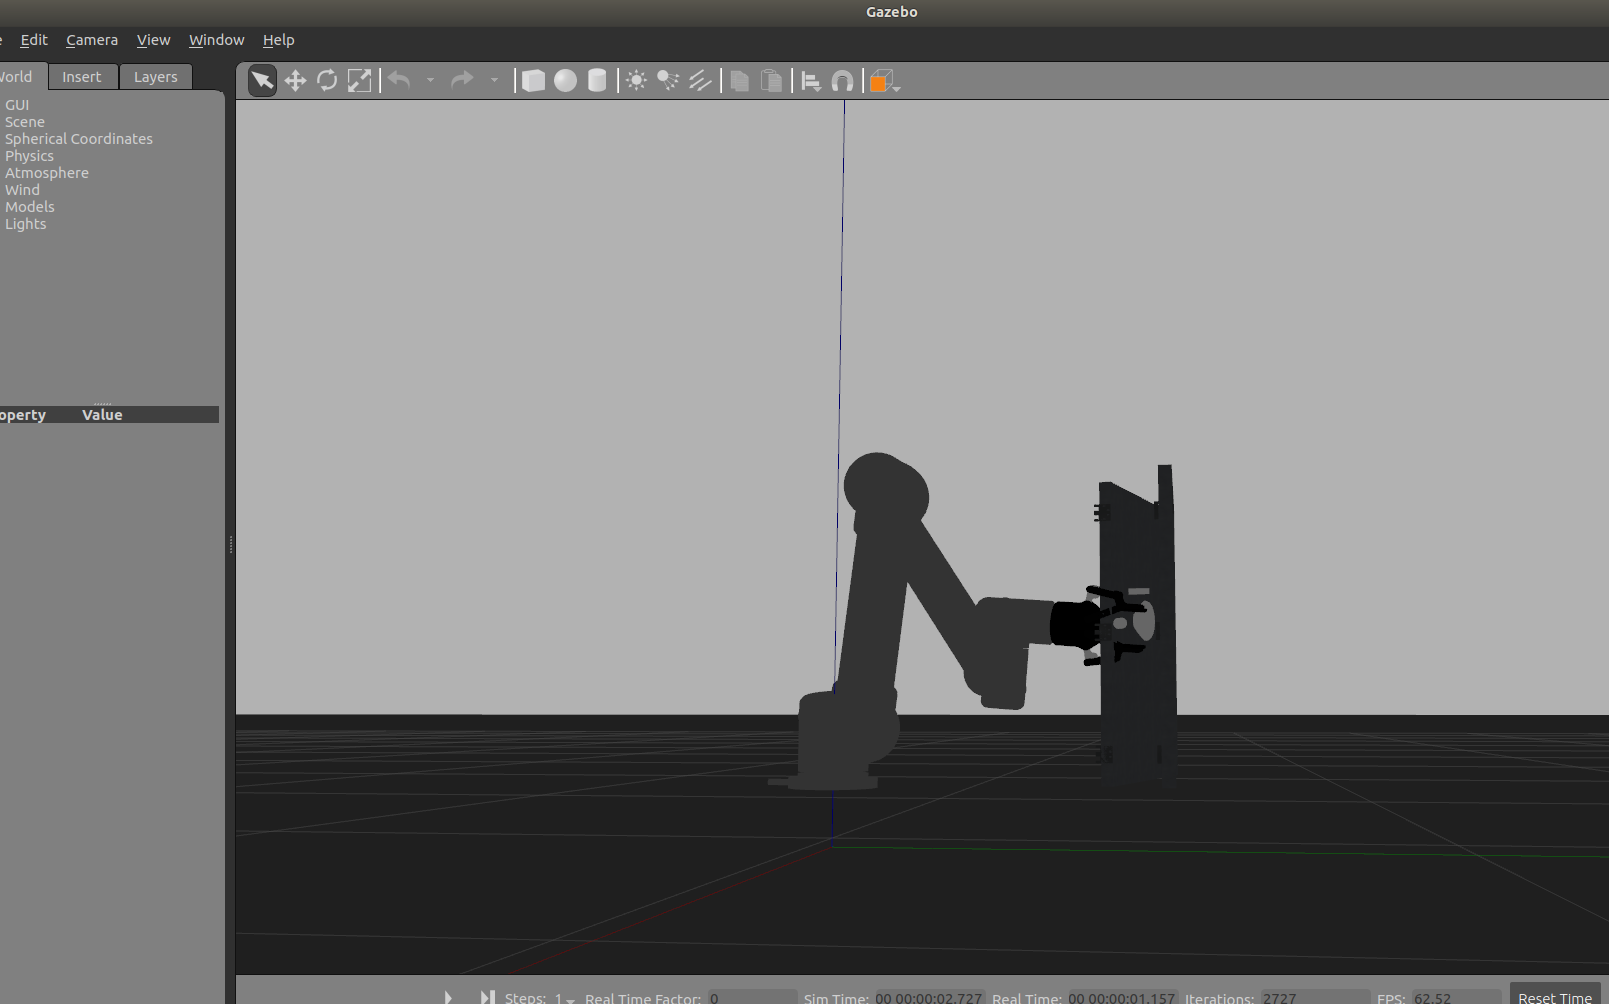 Gazebo
Edit Camera View Window Help
World Insert Layers
GUI
Scene
Spherical Coordinates
Physics
Atmosphere
Wind
Models
Lights
operty Value
Steps: 1 Real Time Factor: 0 Sim Time: 00 00:00:02.727 Real Time: 00 00:00:01.157 Iterations: 2727 FPS: 62.52 Reset Time